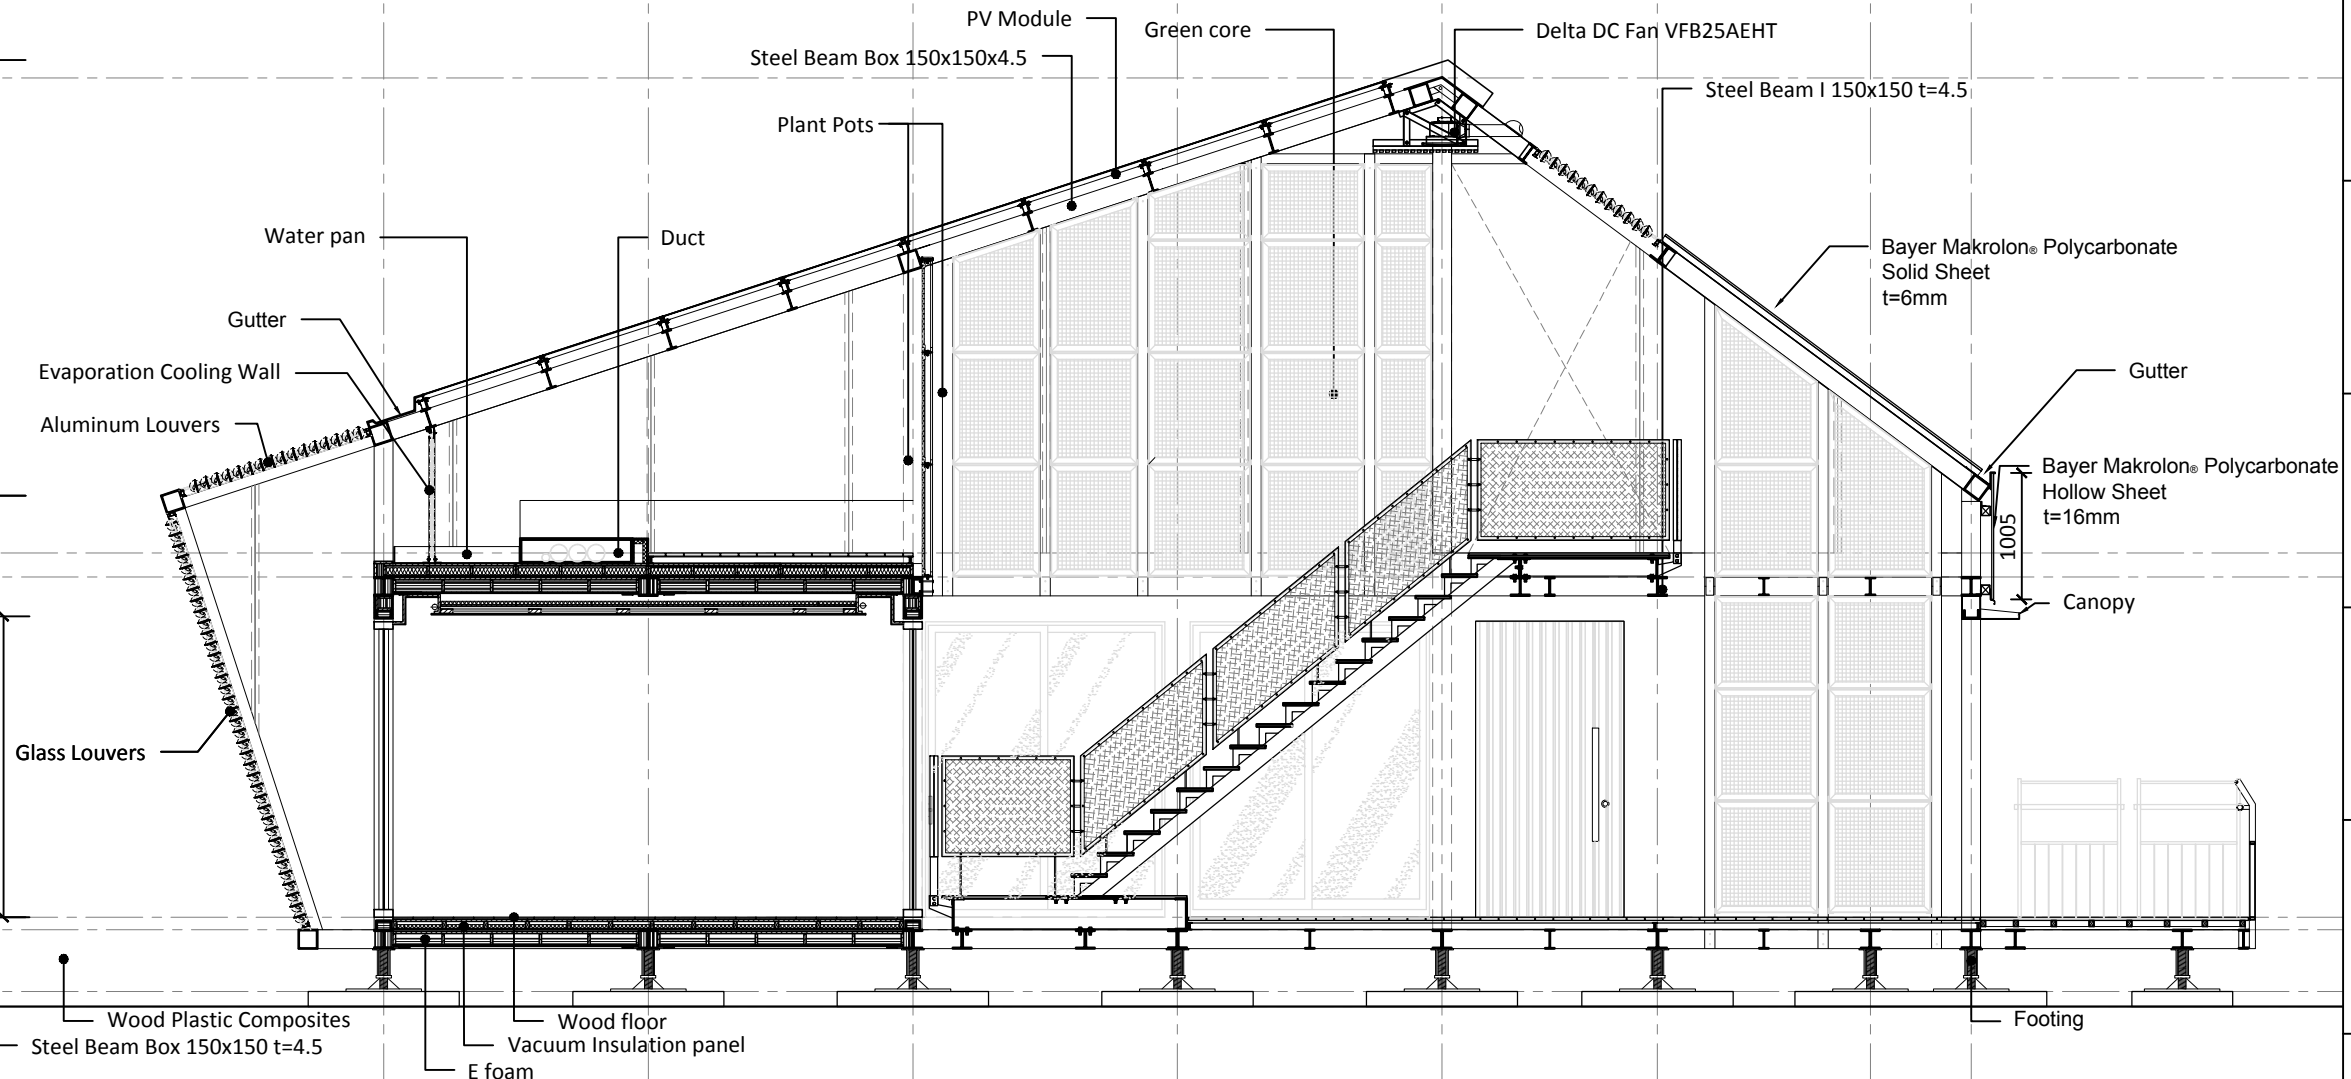 PV Module
Green core
Delta DC Fan VFB25AEHT
Steel Beam Box 150x150x4.5
Steel Beam I 150x150 t=4.5
Plant Pots
Water pan
Duct
Bayer Makrolon® Polycarbonate
Solid Sheet
t=6mm
Gutter
Evaporation Cooling Wall
Gutter
Aluminum Louvers
Bayer Makrolon® Polycarbonate
Hollow Sheet
t=16mm
1005
Canopy
Glass Louvers
Wood Plastic Composites
Wood floor
Footing
Steel Beam Box 150x150 t=4.5
Vacuum Insulation panel
E foam